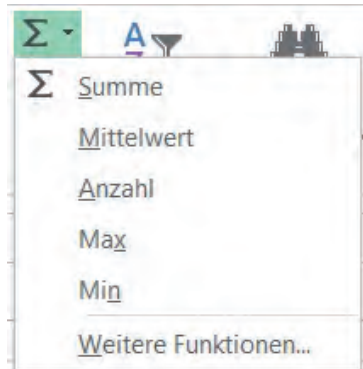 Σ
A
Σ Summe
Mittelwert
Anzahl
Max
Min
Weitere Funktionen...